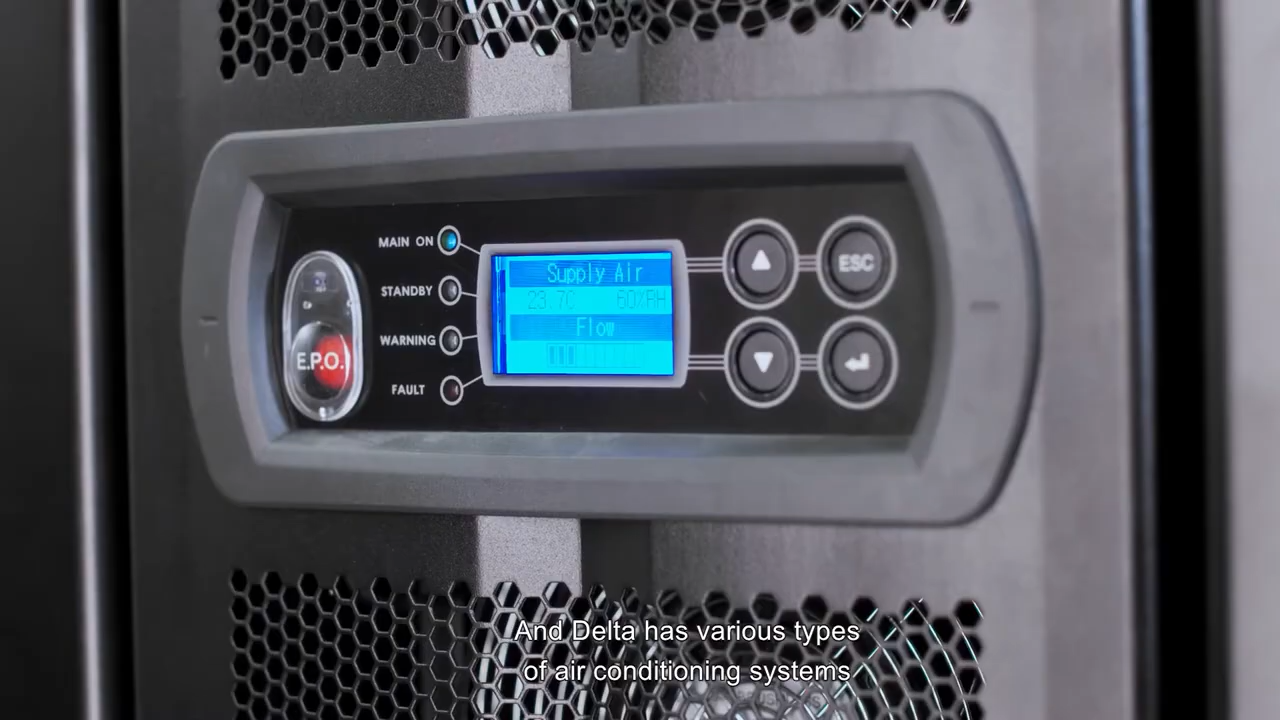 MAIN ON
STANDBY
WARNING
FAULT
E.P.O.
Supply Air
23.7C 60%RH
Flow
ESC
And Delta has various types
of air conditioning systems